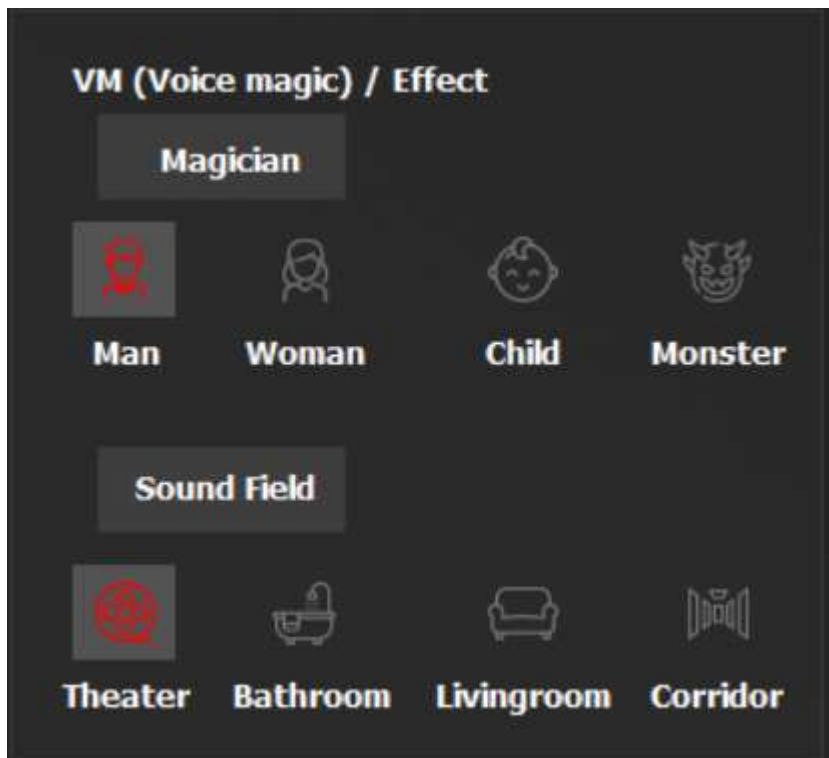 VM (Voice magic) / Effect
Magician
Man Woman Child Monster
Sound Field
Theater Bathroom Livingroom Corridor